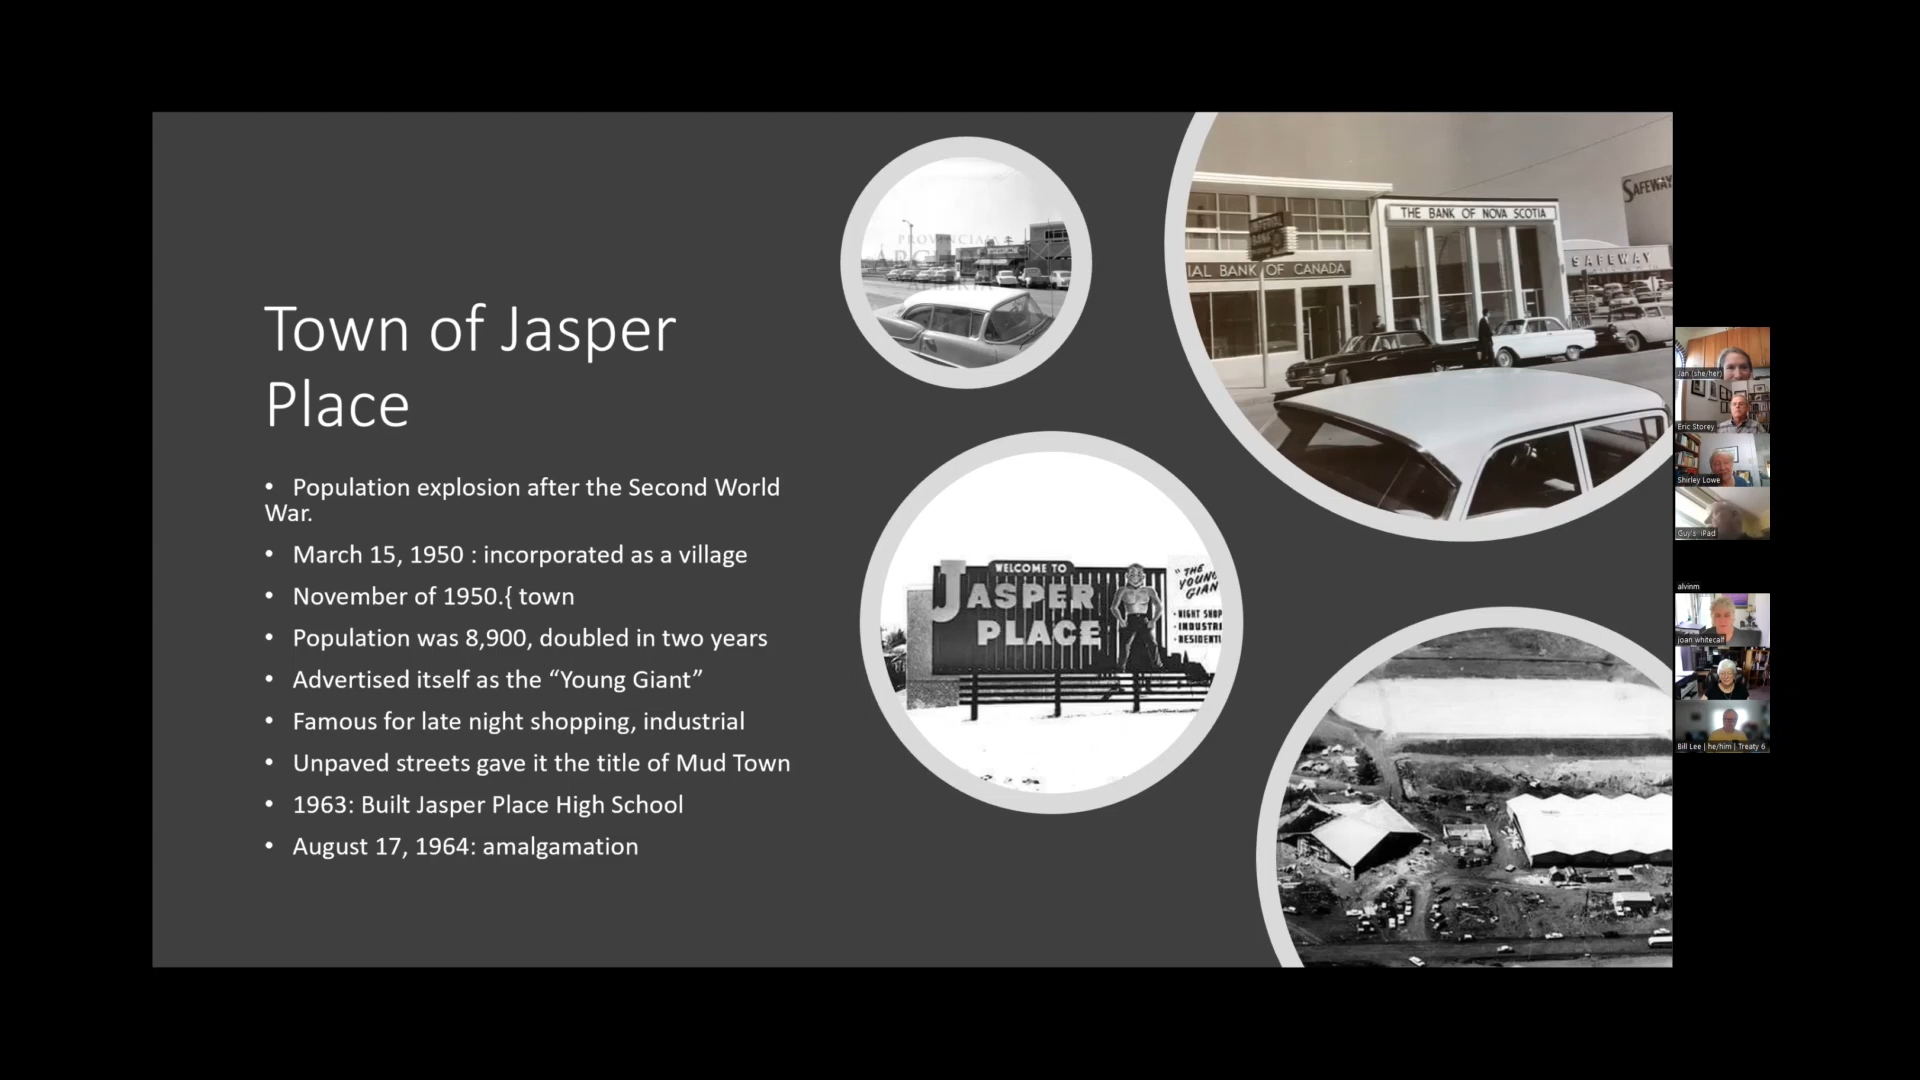 Town of Jasper
Place
• Population explosion after the Second World
War.
• March 15, 1950 : incorporated as a village
• November of 1950.{ town
• Population was 8,900, doubled in two years
• Advertised itself as the “Young Giant”
• Famous for late night shopping, industrial
• Unpaved streets gave it the title of Mud Town
• 1963: Built Jasper Place High School
• August 17, 1964: amalgamation
PROVINCIAL
ALBERTA
IAL BANK OF CANADA
THE BANK OF NOVA SCOTIA
SAFEWAY
SAFEWAY
WELCOME TO
JASPER
PLACE
"THE
YOUNG
GIAN
• NIGHT SHOP
• INDUSTRI
• RESIDENTI
Jan (she/her)
Eric Storey
Shirley Lowe
Guy's iPad
alvinm
joan whitecalf
Bill Lee | he/him | Treaty 6